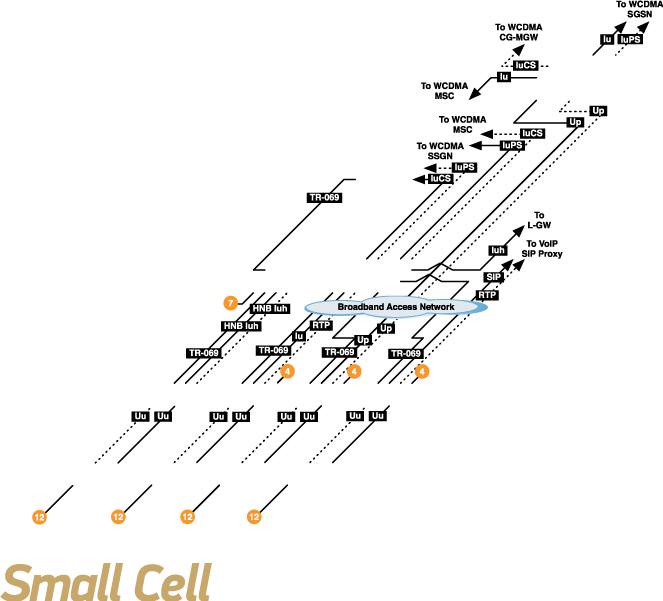 To WCDMA
SGSN
To WCDMA
CG-MGW
Iu
IuPS
IuCS
Iu
To WCDMA
MSC
Up
Up
To WCDMA
MSC
IuCS
To WCDMA
SSGN
IuPS
IuPS
IuCS
TR-069
To
L-GW
Iuh
To VoIP
SIP Proxy
SIP
RTP
7
HNB Iuh
Broadband Access Network
HNB Iuh
RTP
Up
Iu
Up
TR-069
TR-069
TR-069
TR-069
4
4
4
Uu
Uu
Uu
Uu
Uu
Uu
Uu
Uu
12
12
12
12
Small Cell